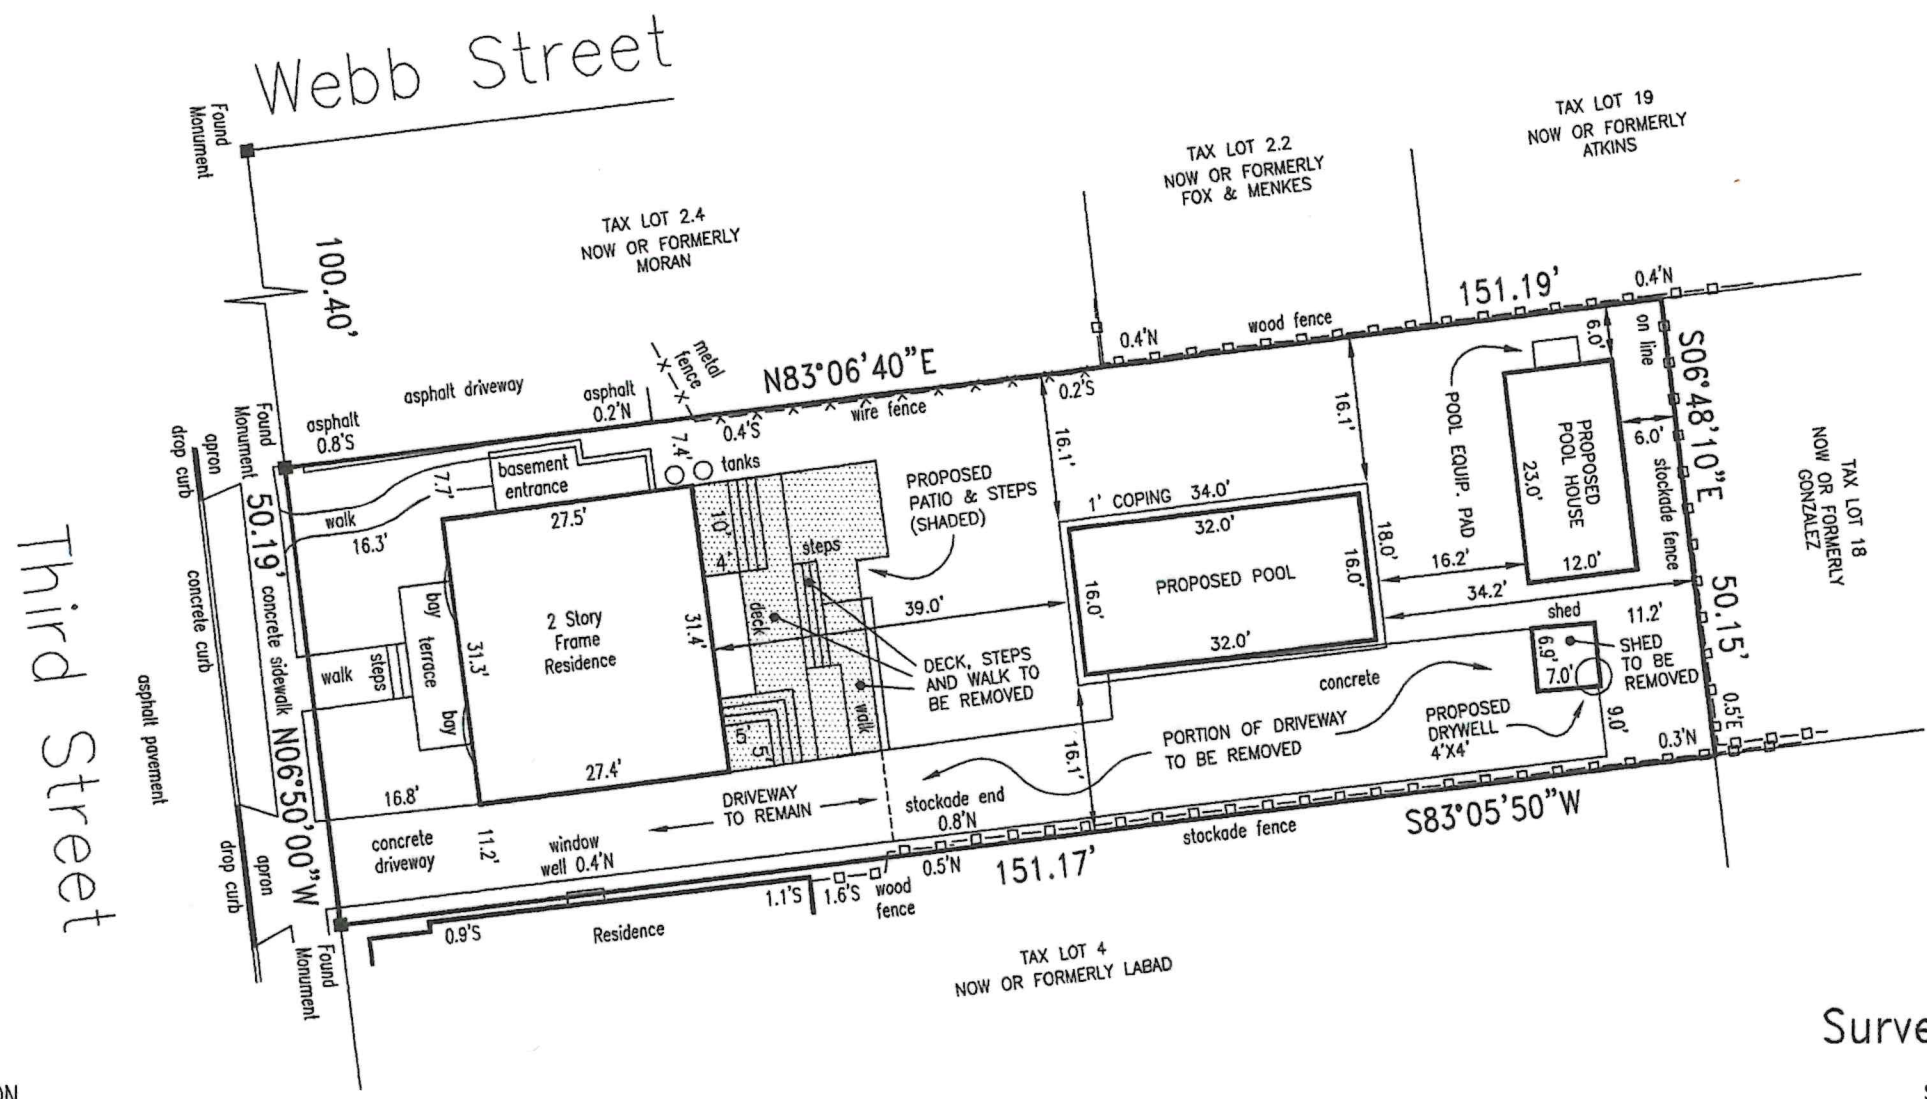 Webb Street
Found
Monument
100.40'
TAX LOT 2.4
NOW OR FORMERLY
MORAN
TAX LOT 2.2
NOW OR FORMERLY
FOX & MENKES
TAX LOT 19
NOW OR FORMERLY
ATKINS
151.19'
0.4'N
wood fence
0.4'N
6.0'
on line
S06°48'10"E
metal
fence
N83°06'40"E
0.2'S
wire fence
0.4'S
asphalt driveway
asphalt
0.2'N
asphalt
0.8'S
Found
Monument
apron
drop curb
7.4'
tanks
basement
entrance
7.7'
walk
16.3'
27.5'
PROPOSED
PATIO & STEPS
(SHADED)
16.1'
16.1'
1' COPING 34.0'
32.0'
18.0'
16.0'
16.0'
PROPOSED POOL
32.0'
POOL EQUIP. PAD
PROPOSED
POOL HOUSE
23.0'
12.0'
6.0'
stockade fence
16.2'
34.2'
TAX LOT 18
NOW OR FORMERLY
GONZALEZ
50.19'
concrete sidewalk
concrete curb
Third Street
asphalt pavement
10'
4'
steps
deck
39.0'
2 Story
Frame
Residence
31.4'
31.3'
bay
terrace
bay
walk
steps
DECK, STEPS
AND WALK TO
BE REMOVED
walk
5'
5'
27.4'
shed
11.2'
6.9'
7.0'
SHED
TO BE
REMOVED
50.15'
0.5'E
9.0'
0.3'N
concrete
PROPOSED
DRYWELL
4'X4'
PORTION OF DRIVEWAY
TO BE REMOVED
16.1'
16.8'
DRIVEWAY
TO REMAIN
stockade end
0.8'N
N06°50'00"W
concrete
driveway
11.2'
window
well 0.4'N
0.5'N
151.17'
stockade fence
S83°05'50"W
drop curb
apron
Found
Monument
0.9'S
Residence
1.1'S
1.6'S
wood
fence
TAX LOT 4
NOW OR FORMERLY LABAD
Surve